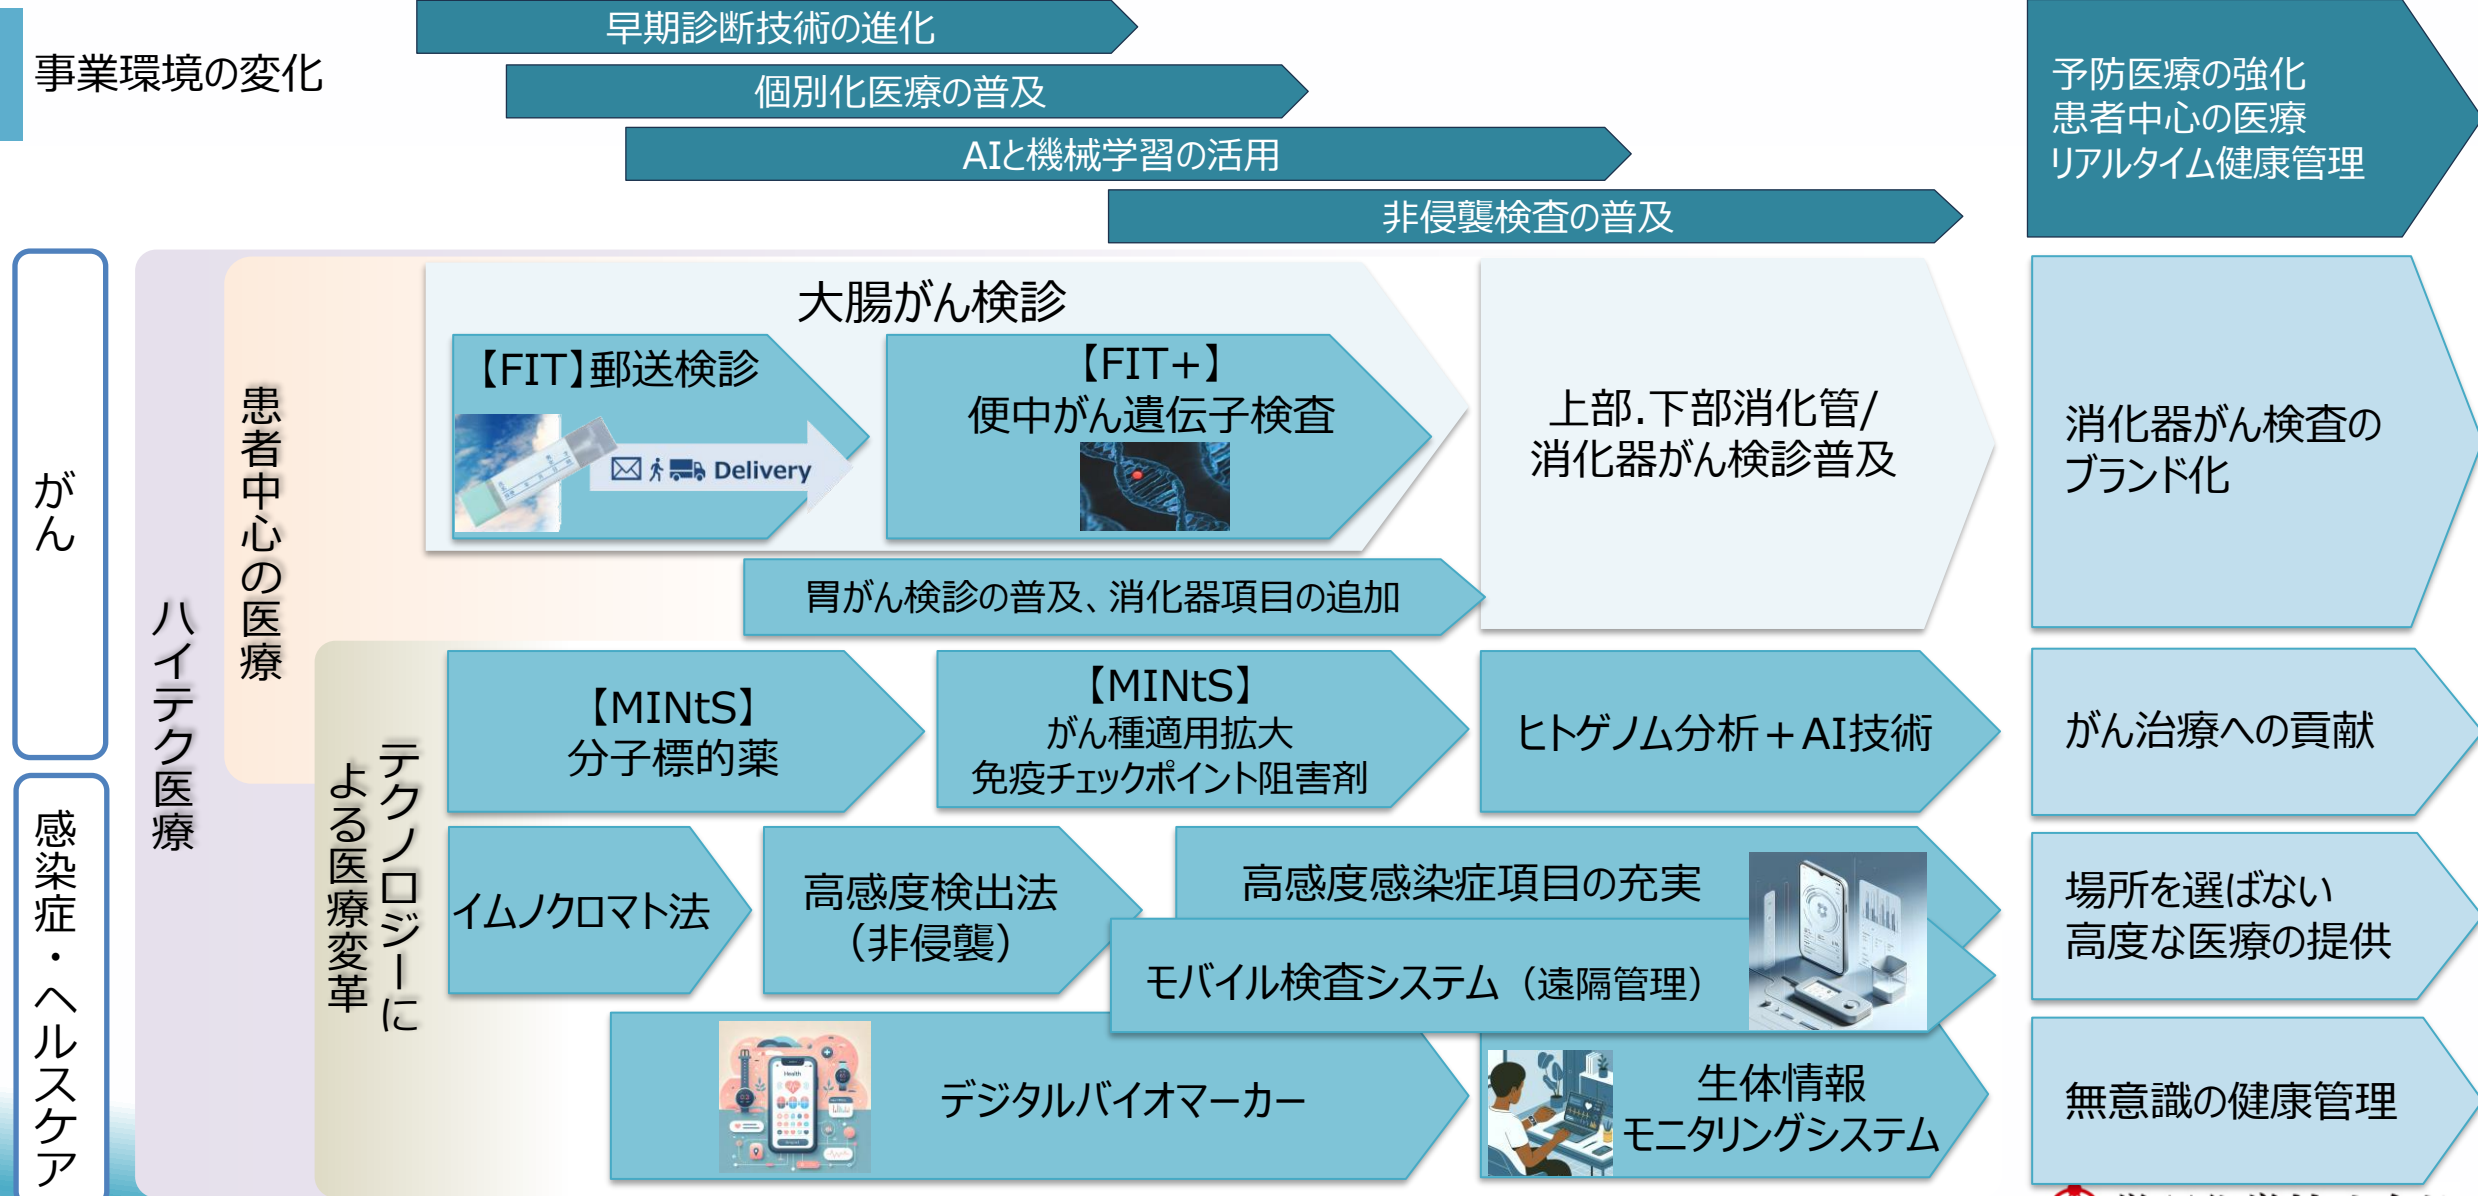 事業環境の変化
早期診断技術の進化
個別化医療の普及
AIと機械学習の活用
非侵襲検査の普及
予防医療の強化
患者中心の医療
リアルタイム健康管理
がん
感染症・ヘルスケア
ハイテク医療
患者中心の医療
テクノロジーに
よる医療変革
大腸がん検診
【FIT】郵送検診
Delivery
【FIT+】
便中がん遺伝子検査
上部.下部消化管/
消化器がん検診普及
消化器がん検査の
ブランド化
胃がん検診の普及、消化器項目の追加
【MINtS】
分子標的薬
【MINtS】
がん種適用拡大
免疫チェックポイント阻害剤
ヒトゲノム分析+AI技術
がん治療への貢献
イムノクロマト法
高感度検出法
（非侵襲）
高感度感染症項目の充実
モバイル検査システム（遠隔管理）
場所を選ばない
高度な医療の提供
Health
デジタルバイオマーカー
生体情報
モニタリングシステム
無意識の健康管理